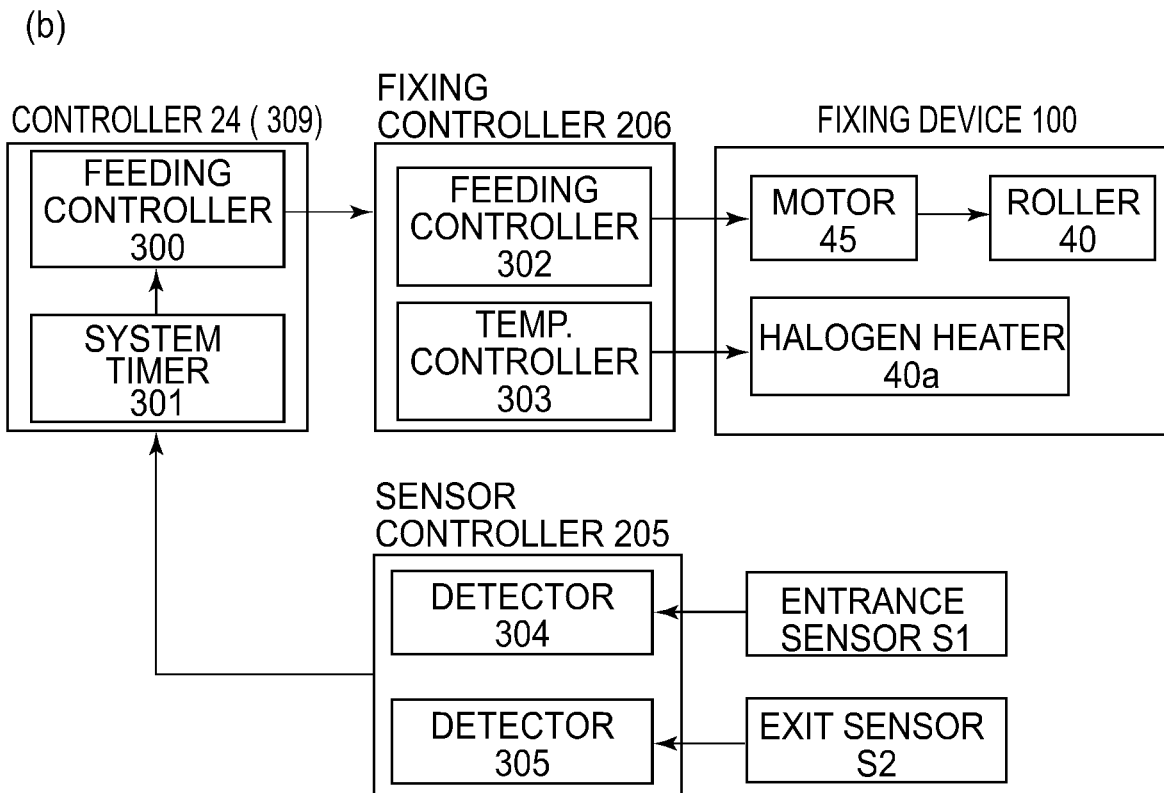 (b)
CONTROLLER 24 ( 309)
FEEDING
CONTROLLER
300
SYSTEM
TIMER
301
FIXING
CONTROLLER 206
FEEDING
CONTROLLER
302
TEMP.
CONTROLLER
303
FIXING DEVICE 100
MOTOR
45
ROLLER
40
HALOGEN HEATER
40a
SENSOR
CONTROLLER 205
DETECTOR
304
DETECTOR
305
ENTRANCE
SENSOR S1
EXIT SENSOR
S2